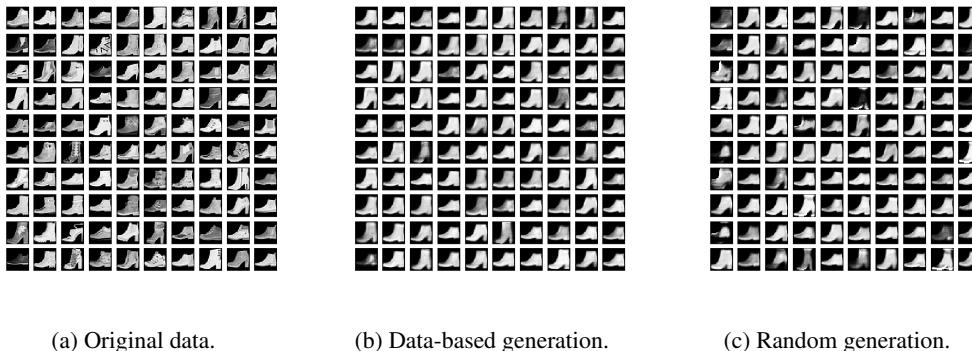 (a) Original data.
(b) Data-based generation.
(c) Random generation.